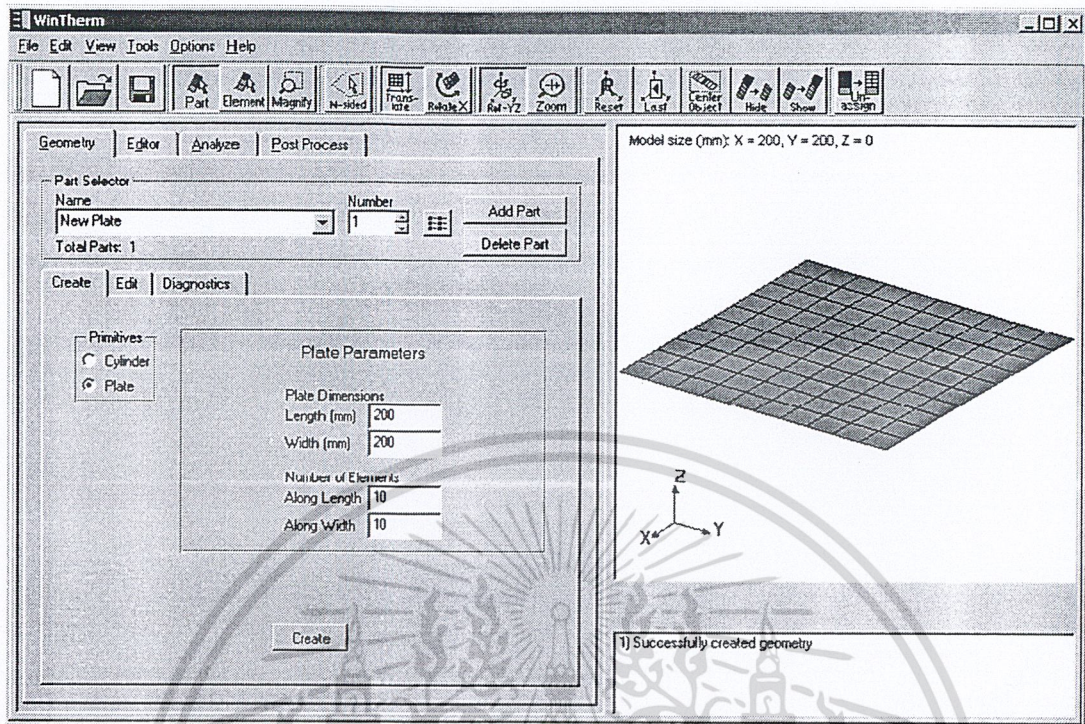 WinTherm
File Edit View Tools Options Help
Part Element Magnify N-sided Trans-late Rotate X Rot-YZ Zoom Reset Last Center Object Hide Show Un-assign
Geometry Editor Analyze Post Process
Part Selector
Name Number
New Plate 1 Add Part
Total Parts: 1 Delete Part
Create Edit Diagnostics
Primitives
Cylinder
Plate
Plate Parameters
Plate Dimensions
Length (mm) 200
Width (mm) 200
Number of Elements
Along Length 10
Along Width 10
Create
Model size (mm): X = 200, Y = 200, Z = 0
Z
X Y
1) Successfully created geometry